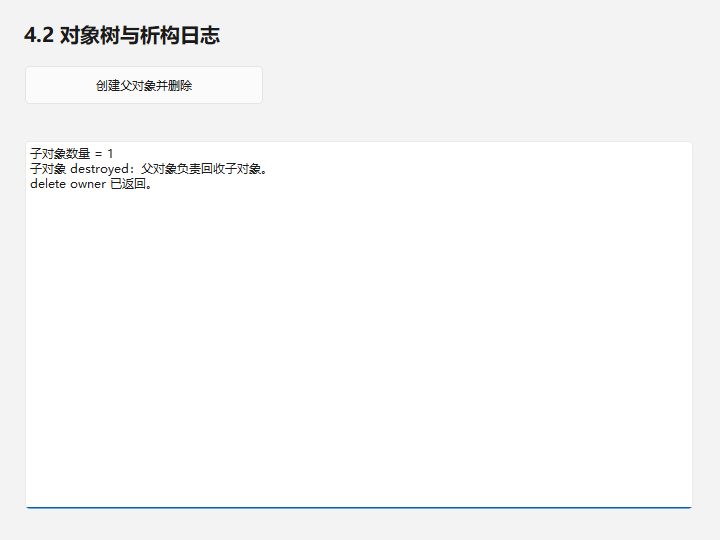 4.2 对象树与析构日志
创建父对象并删除
子对象数量 = 1
子对象 destroyed：父对象负责回收子对象。
delete owner 已返回。